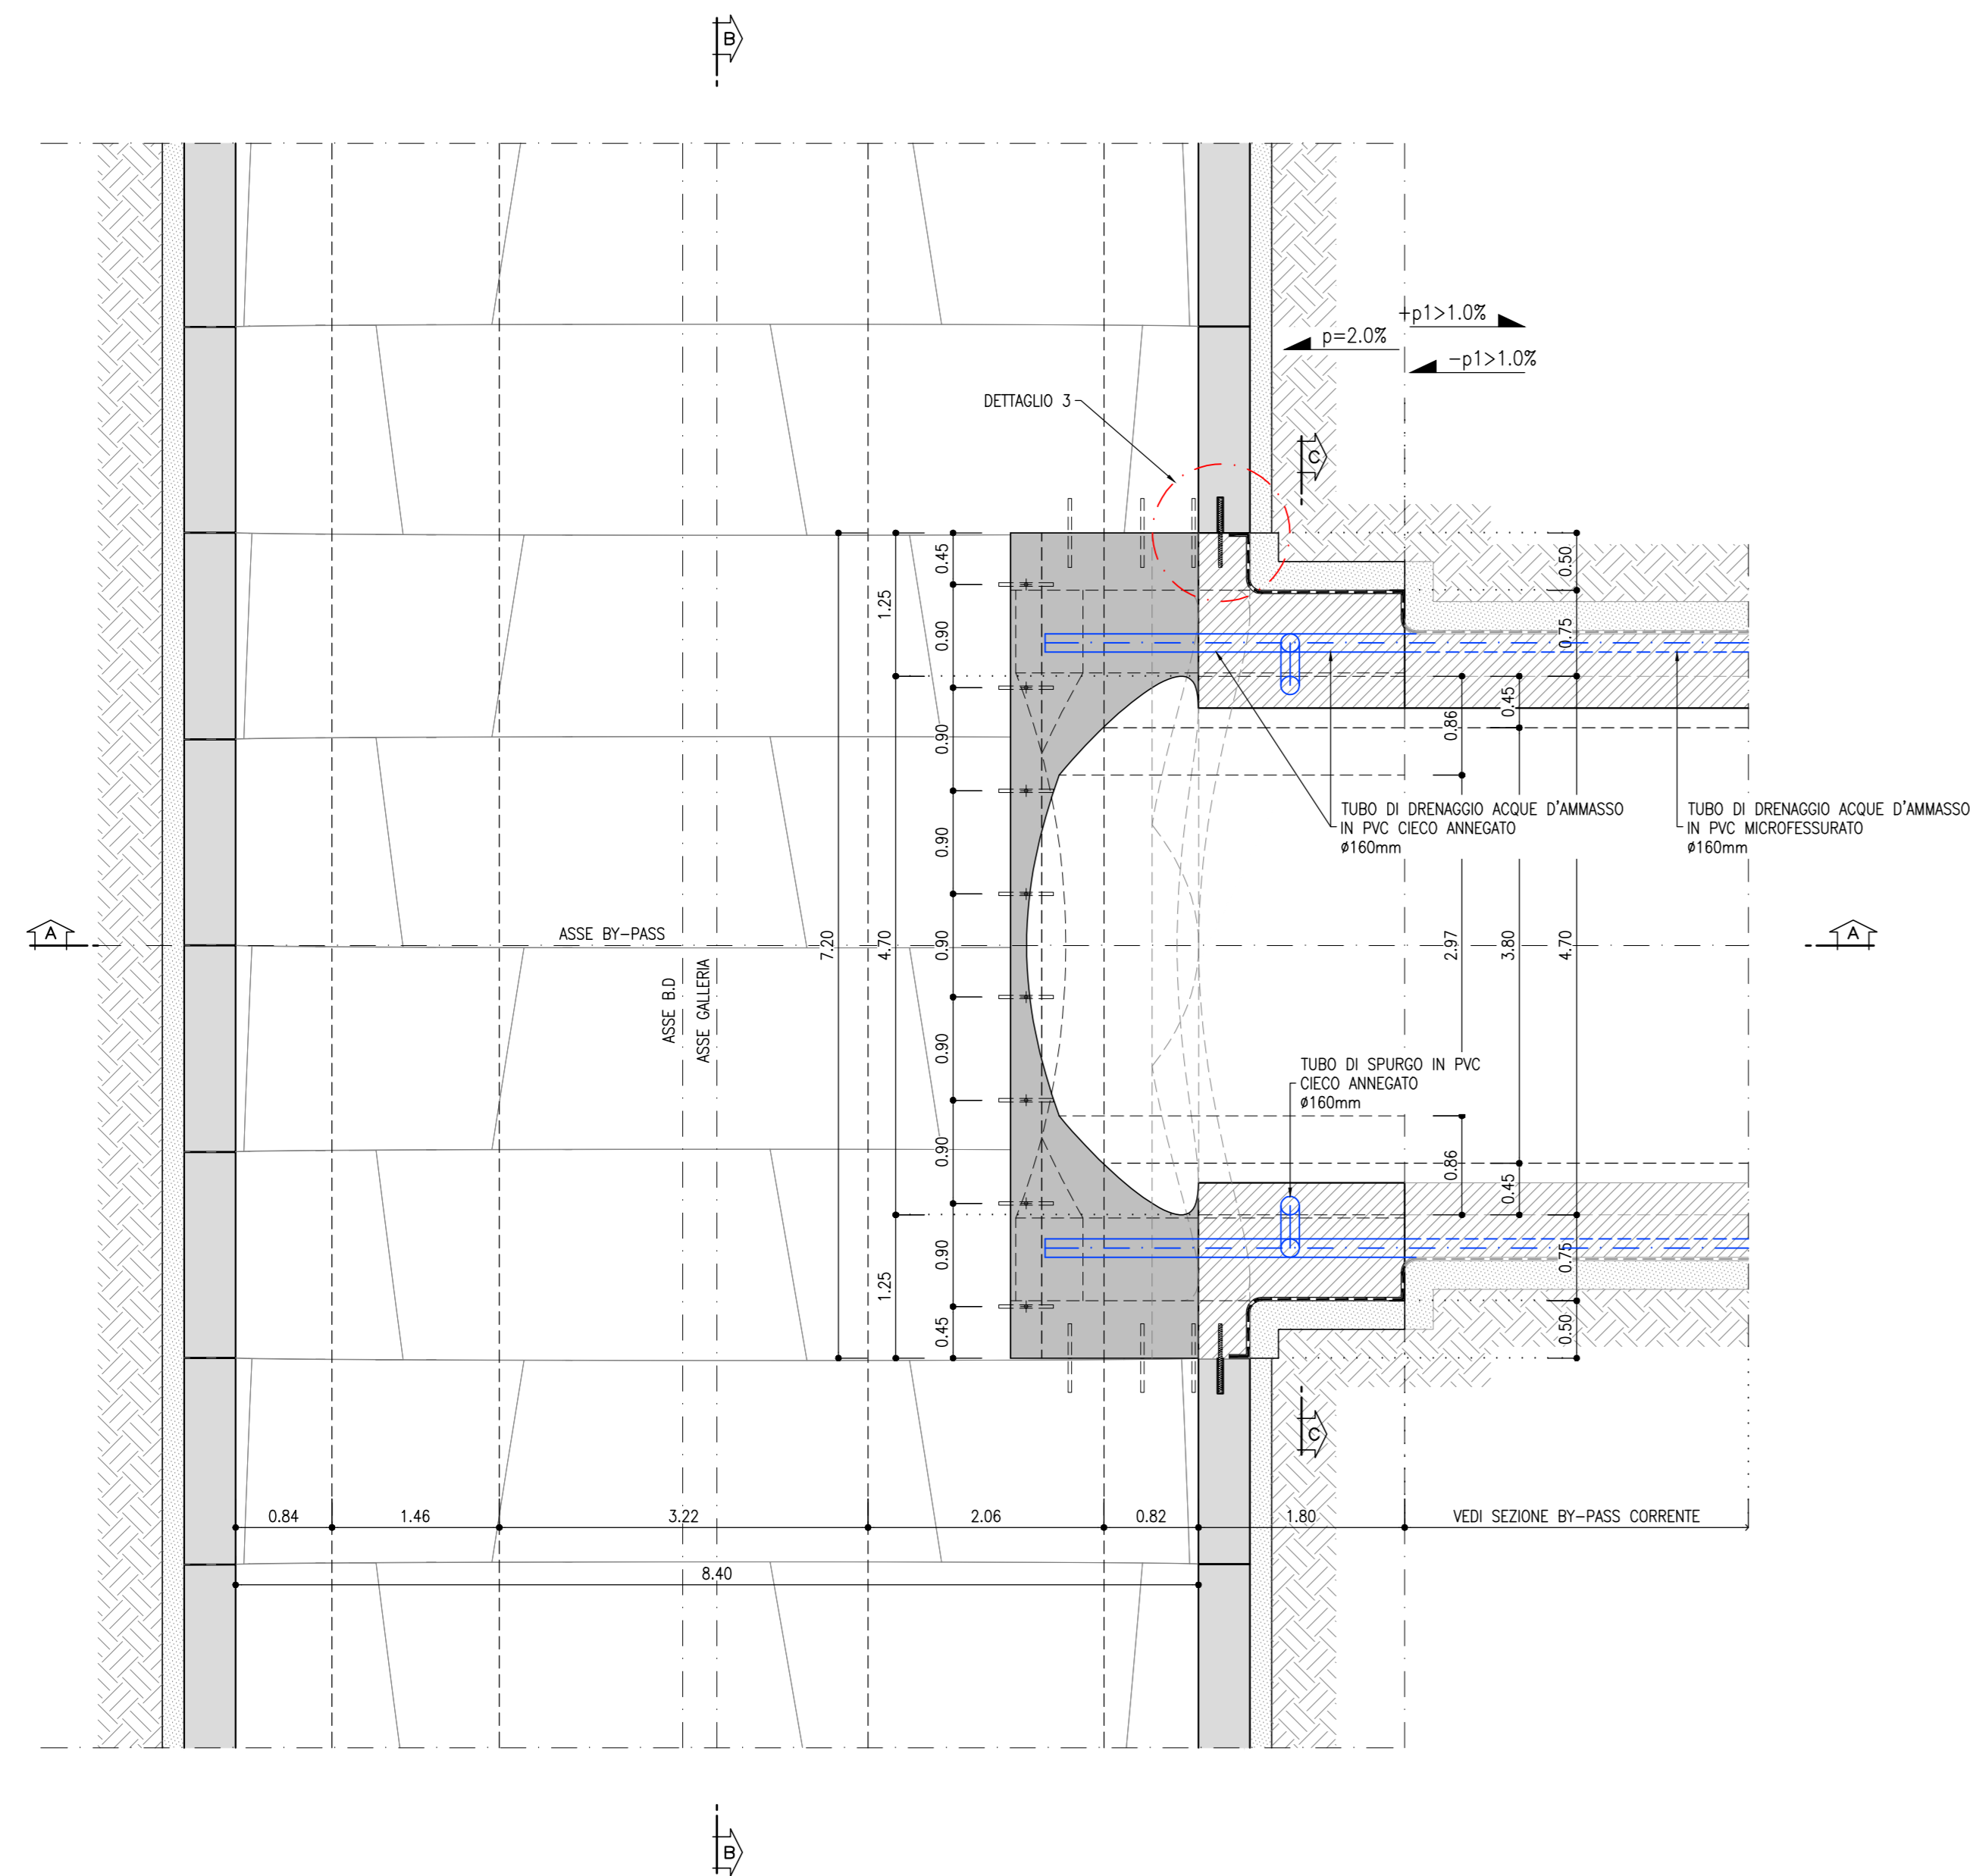 B
+p1>1.0%
p=2.0%
-p1>1.0%
DETTAGLIO 3
C
0.45
1.25
0.90
0.50
0.75
0.86
0.45
0.90
TUBO DI DRENAGGIO ACQUE D'AMMASSO
IN PVC CIECO ANNEGATO
ø160mm
TUBO DI DRENAGGIO ACQUE D'AMMASSO
IN PVC MICROFESSURATO
ø160mm
0.90
A
ASSE BY-PASS
7.20
4.70
0.90
2.97
3.80
4.70
A
ASSE B.D
ASSE GALLERIA
0.90
TUBO DI SPURGO IN PVC
CIECO ANNEGATO
ø160mm
0.90
0.86
0.45
0.90
0.75
1.25
0.45
0.50
C
0.84
1.46
3.22
2.06
0.82
1.80
VEDI SEZIONE BY-PASS CORRENTE
8.40
B